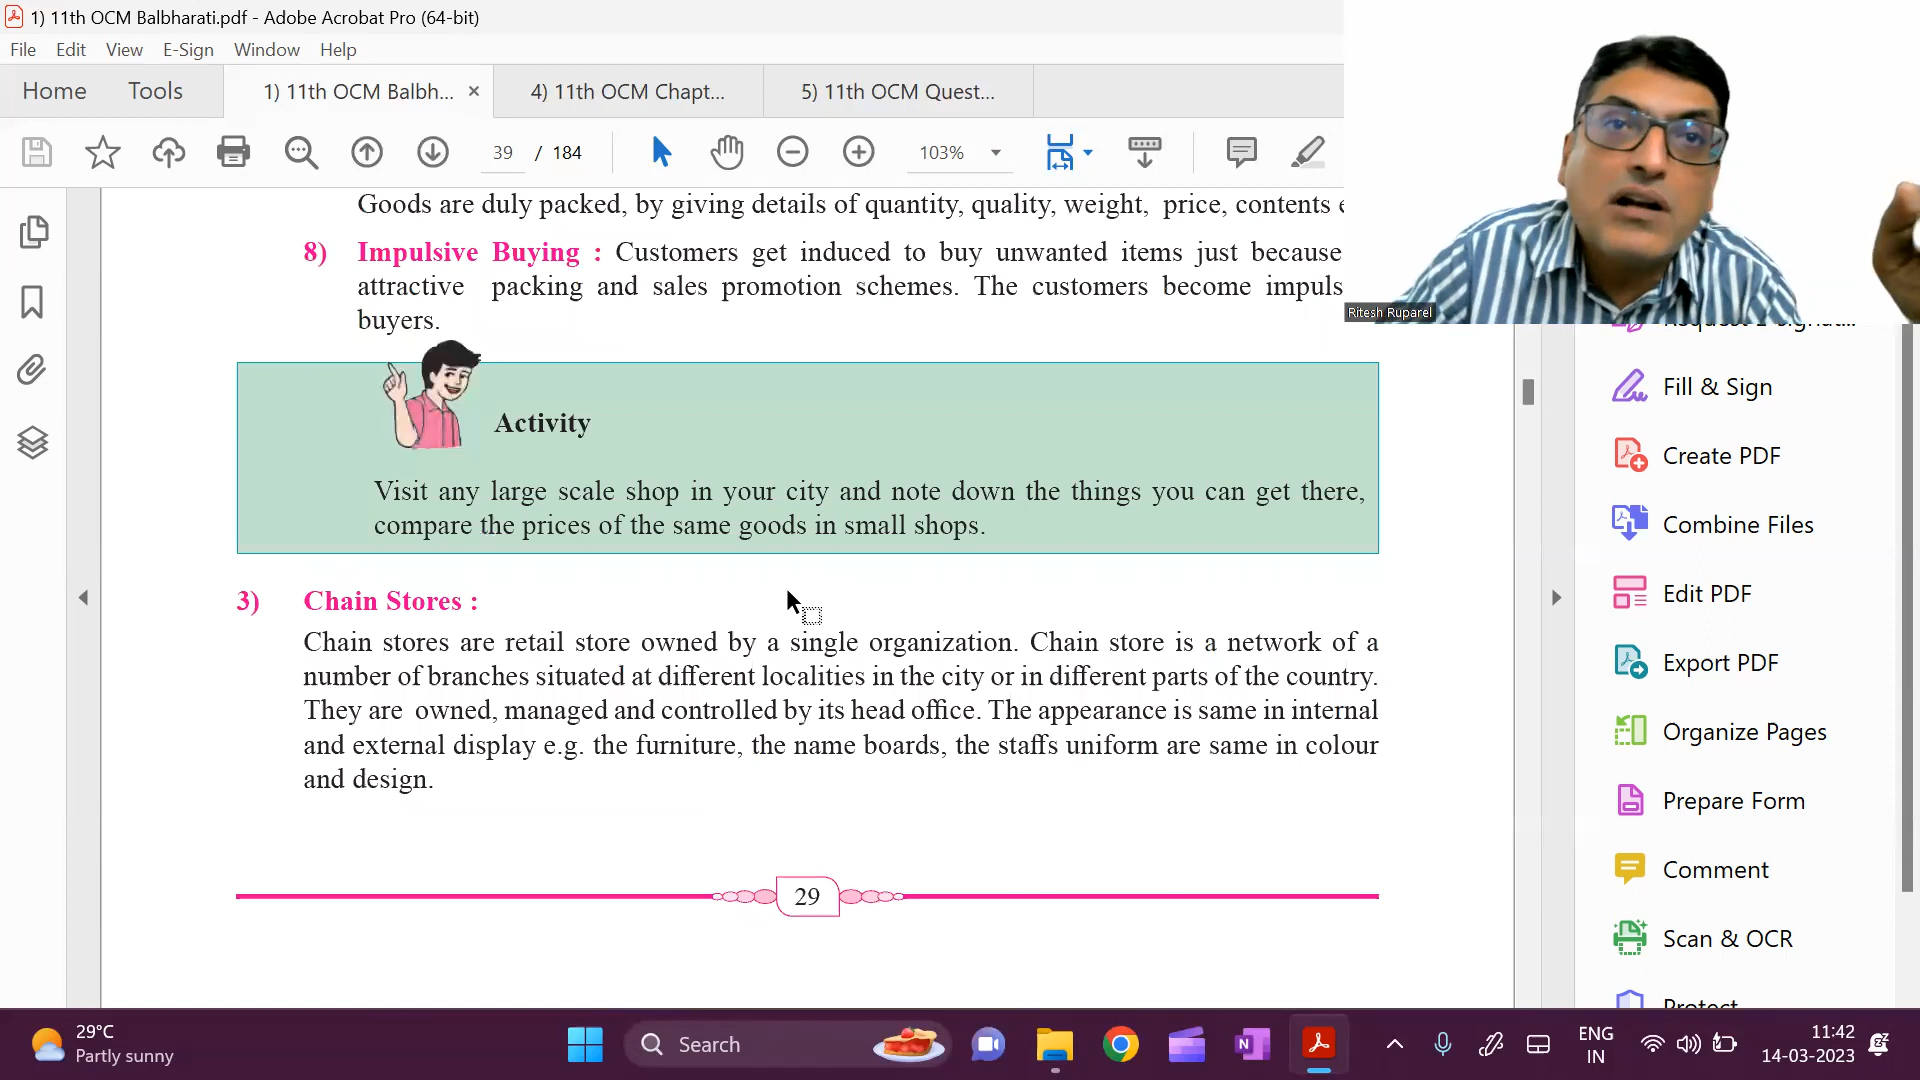 1) 11th OCM Balbharati.pdf - Adobe Acrobat Pro (64-bit)
File Edit View E-Sign Window Help
Home Tools 1) 11th OCM Balbh... × 4) 11th OCM Chapt... 5) 11th OCM Quest...
39 / 184 103%
Goods are duly packed, by giving details of quantity, quality, weight, price, contents
8) Impulsive Buying : Customers get induced to buy unwanted items just because
attractive packing and sales promotion schemes. The customers become impuls
buyers.
Ritesh Ruparel
Activity
Visit any large scale shop in your city and note down the things you can get there,
compare the prices of the same goods in small shops.
3) Chain Stores :
Chain stores are retail store owned by a single organization. Chain store is a network of a
number of branches situated at different localities in the city or in different parts of the country.
They are owned, managed and controlled by its head office. The appearance is same in internal
and external display e.g. the furniture, the name boards, the staffs uniform are same in colour
and design.
29
Fill & Sign
Create PDF
Combine Files
Edit PDF
Export PDF
Organize Pages
Prepare Form
Comment
Scan & OCR
Protect
29°C
Partly sunny
Search
ENG
IN
11:42
14-03-2023